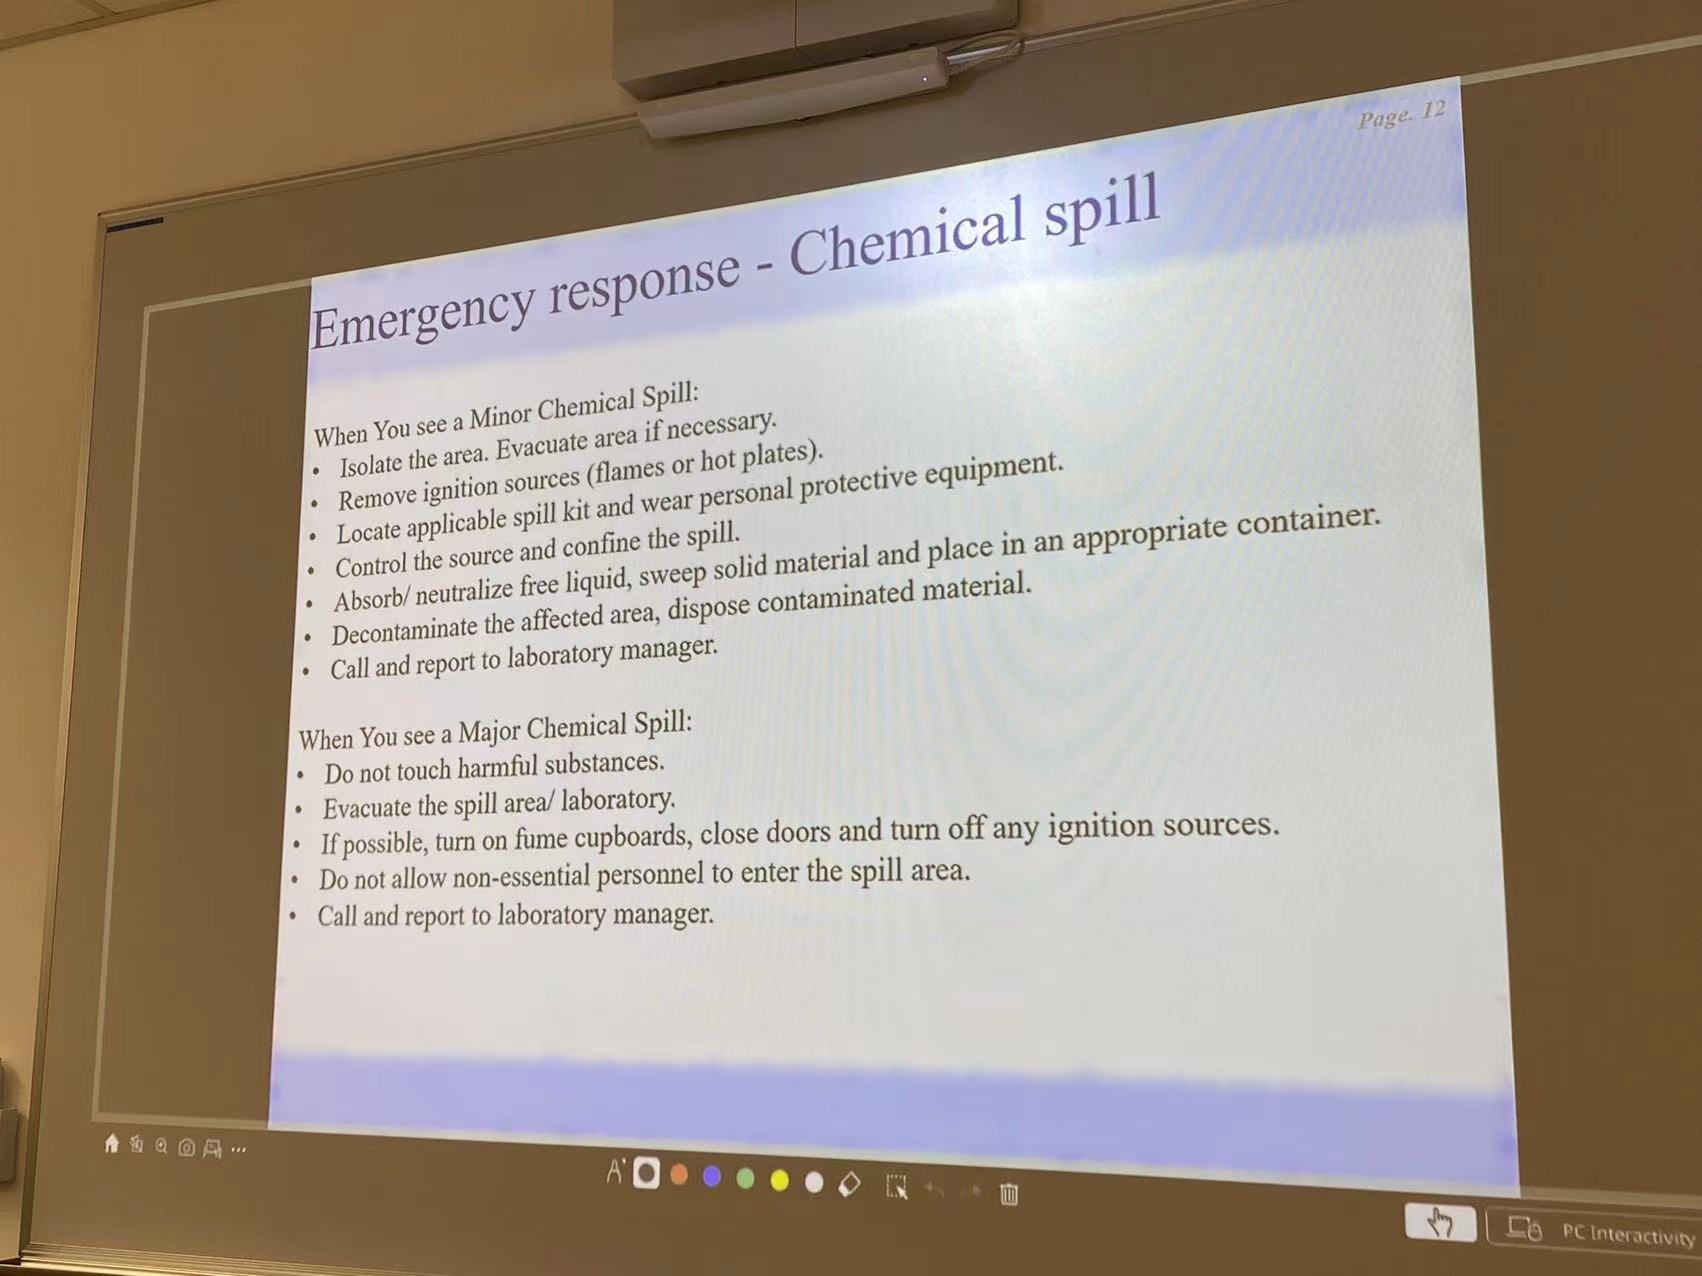 Page. 12
Emergency response - Chemical spill
When You see a Minor Chemical Spill:
• Isolate the area. Evacuate area if necessary.
• Remove ignition sources (flames or hot plates).
• Locate applicable spill kit and wear personal protective equipment.
• Control the source and confine the spill.
• Absorb/ neutralize free liquid, sweep solid material and place in an appropriate container.
• Decontaminate the affected area, dispose contaminated material.
• Call and report to laboratory manager.
When You see a Major Chemical Spill:
• Do not touch harmful substances.
• Evacuate the spill area/ laboratory.
• If possible, turn on fume cupboards, close doors and turn off any ignition sources.
• Do not allow non-essential personnel to enter the spill area.
• Call and report to laboratory manager.
PC Interactivity